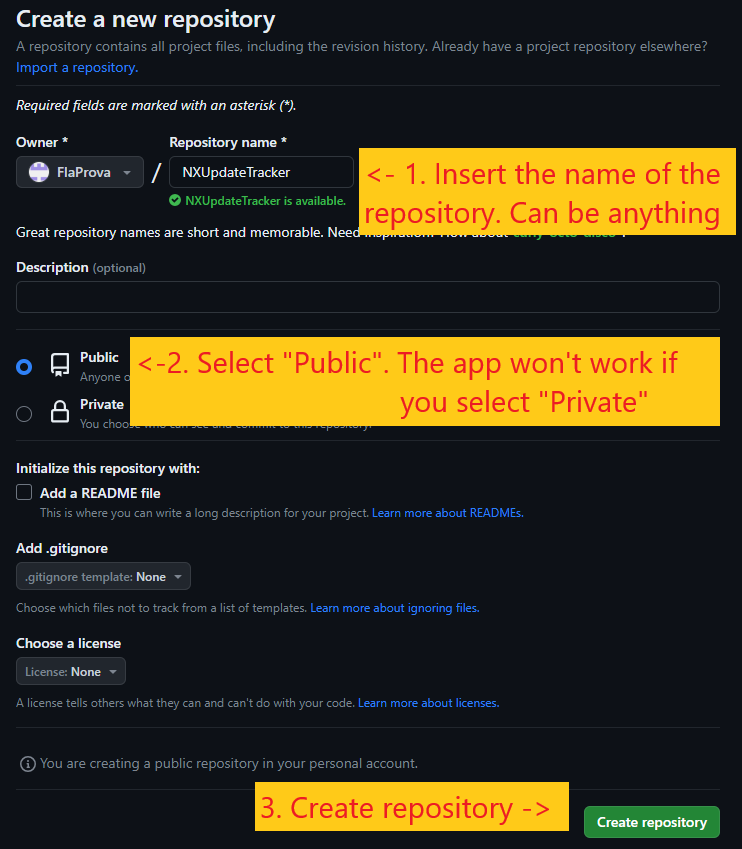 Create a new repository
A repository contains all project files, including the revision history. Already have a project repository elsewhere?
Import a repository.
Required fields are marked with an asterisk (*).
Owner *
Repository name *
FlaProva
/
NXUpdateTracker
NXUpdateTracker is available.
<- 1. Insert the name of the
repository. Can be anything
Great repository names are short and memorable. Need
Description (optional)
Public
Anyone
<-2. Select "Public". The app won't work if
you select "Private"
Private
You choose who can see and commit to this repository.
Initialize this repository with:
Add a README file
This is where you can write a long description for your project. Learn more about READMEs.
Add .gitignore
.gitignore template: None
Choose which files not to track from a list of templates. Learn more about ignoring files.
Choose a license
License: None
A license tells others what they can and can't do with your code. Learn more about licenses.
You are creating a public repository in your personal account.
3. Create repository ->
Create repository